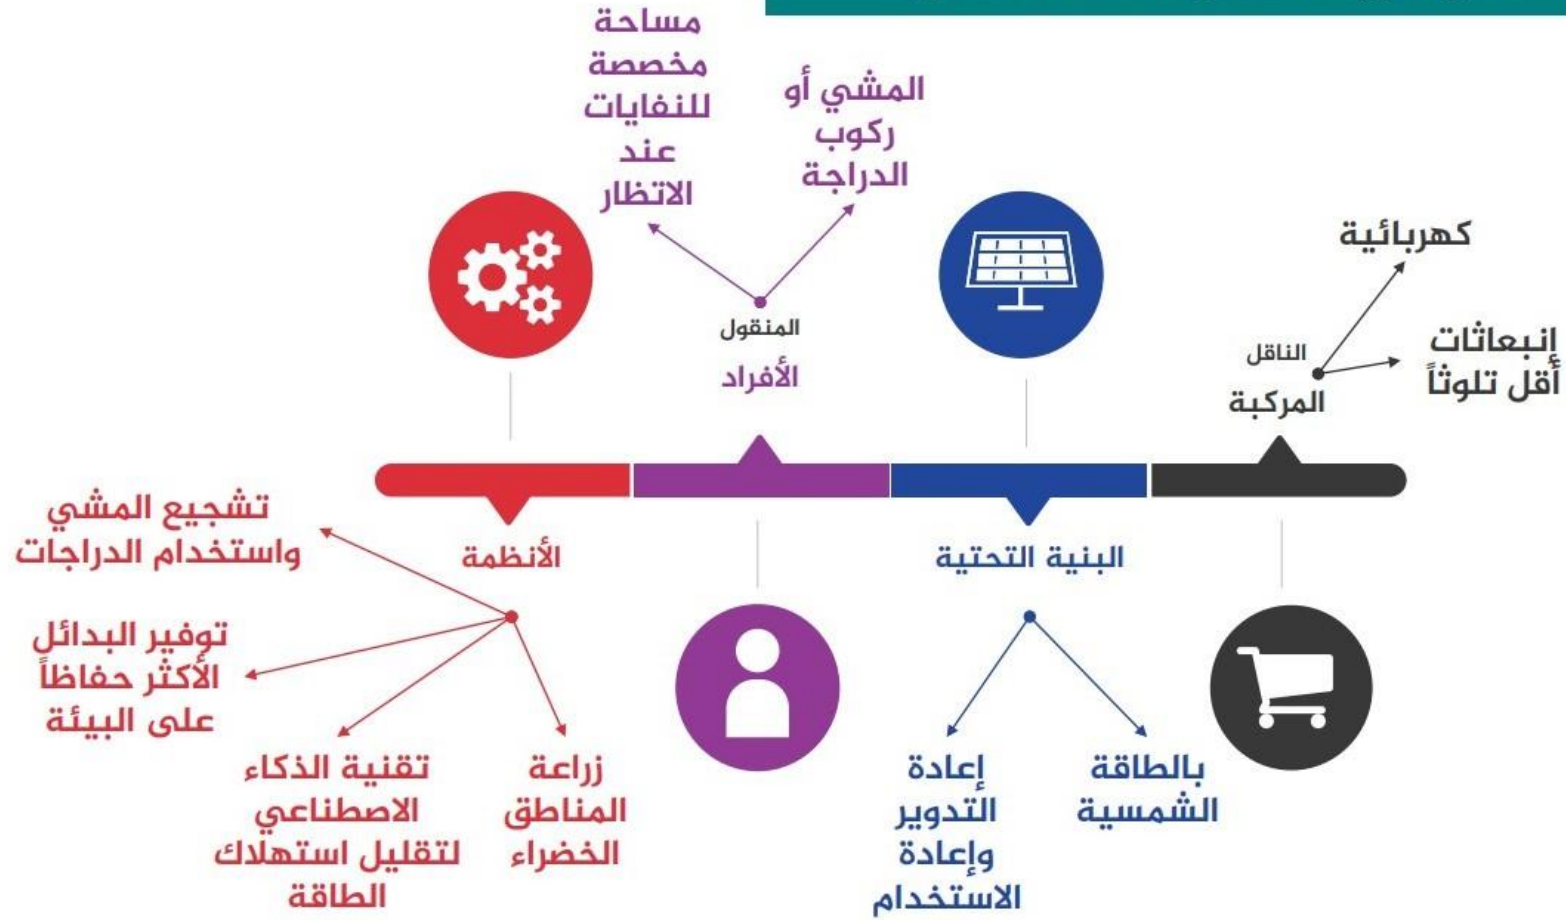 كهربائية
إنبعاثات
أقل تلوثاً
الناقل
المركبة
البنية التحتية
بالطاقة
الشمسية
إعادة
التدوير
وإعادة
الاستخدام
المشي أو
ركوب
الدراجة
مساحة
مخصصة
للنفايات
عند
الاتظار
المنقول
الأفراد
الأنظمة
زراعة
المناطق
الخضراء
تقنية الذكاء
الاصطناعي
لتقليل استهلاك
الطاقة
توفير البدائل
الأكثر حفاظاً
على البيئة
تشجيع المشي
واستخدام الدراجات